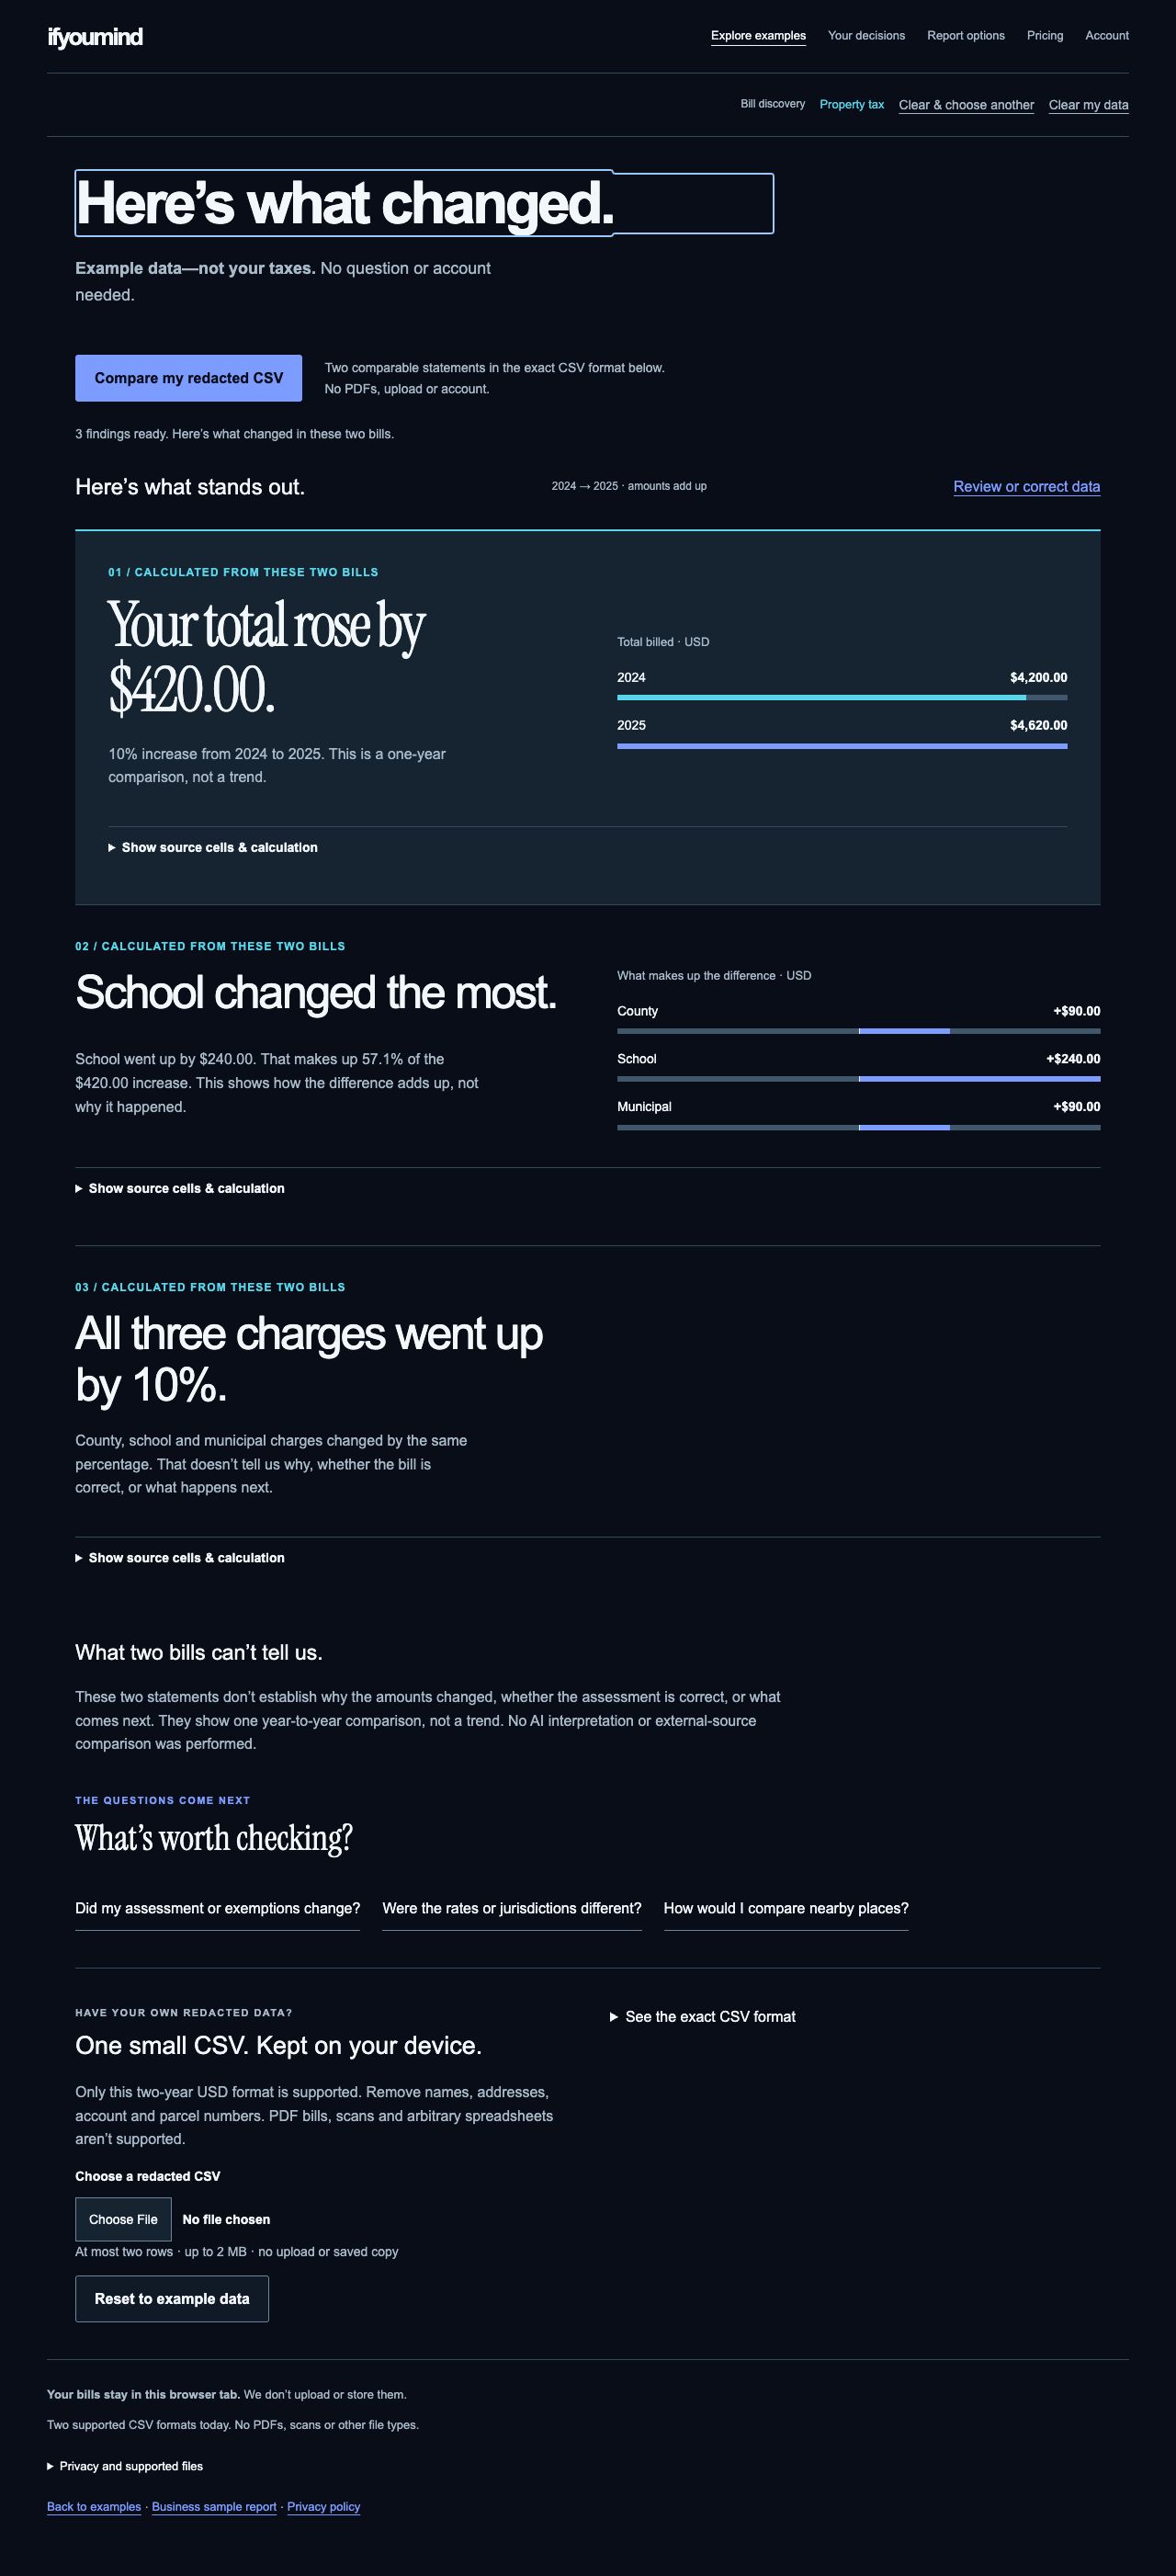 ifyoumind
Explore examples
Your decisions
Report options
Pricing
Account
Bill discovery
Property tax
Clear & choose another
Clear my data
Here’s what changed.
Example data—not your taxes. No question or account
needed.
Compare my redacted CSV
Two comparable statements in the exact CSV format below.
No PDFs, upload or account.
3 findings ready. Here’s what changed in these two bills.
Here’s what stands out.
2024 → 2025 · amounts add up
Review or correct data
01 / CALCULATED FROM THESE TWO BILLS
Your total rose by
$420.00.
10% increase from 2024 to 2025. This is a one-year
comparison, not a trend.
Total billed · USD
2024 $4,200.00
2025 $4,620.00
Show source cells & calculation
02 / CALCULATED FROM THESE TWO BILLS
School changed the most.
School went up by $240.00. That makes up 57.1% of the
$420.00 increase. This shows how the difference adds up, not
why it happened.
What makes up the difference · USD
County +$90.00
School +$240.00
Municipal +$90.00
Show source cells & calculation
03 / CALCULATED FROM THESE TWO BILLS
All three charges went up
by 10%.
County, school and municipal charges changed by the same
percentage. That doesn’t tell us why, whether the bill is
correct, or what happens next.
Show source cells & calculation
What two bills can’t tell us.
These two statements don’t establish why the amounts changed, whether the assessment is correct, or what
comes next. They show one year-to-year comparison, not a trend. No AI interpretation or external-source
comparison was performed.
THE QUESTIONS COME NEXT
What’s worth checking?
Did my assessment or exemptions change?
Were the rates or jurisdictions different?
How would I compare nearby places?
HAVE YOUR OWN REDACTED DATA?
One small CSV. Kept on your device.
Only this two-year USD format is supported. Remove names, addresses,
account and parcel numbers. PDF bills, scans and arbitrary spreadsheets
aren’t supported.
Choose a redacted CSV
Choose File No file chosen
At most two rows · up to 2 MB · no upload or saved copy
Reset to example data
See the exact CSV format
Your bills stay in this browser tab. We don’t upload or store them.
Two supported CSV formats today. No PDFs, scans or other file types.
Privacy and supported files
Back to examples · Business sample report · Privacy policy